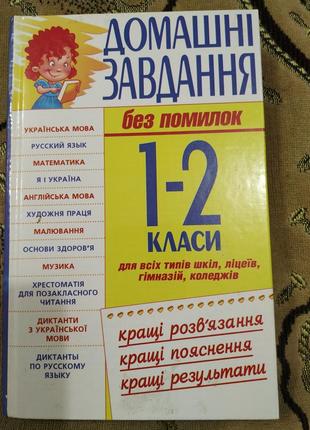 ДОМАШНІ
ЗАВДАННЯ
без помилок
1-2
КЛАСИ
для всіх типів шкіл, ліцеїв,
гімназій, коледжів
УКРАЇНСЬКА МОВА
РУССКИЙ ЯЗЫК
МАТЕМАТИКА
Я І УКРАЇНА
АНГЛІЙСЬКА МОВА
ХУДОЖНЯ ПРАЦЯ
МАЛЮВАННЯ
ОСНОВИ ЗДОРОВ'Я
МУЗИКА
ХРЕСТОМАТІЯ
ДЛЯ ПОЗАКЛАСНОГО
ЧИТАННЯ
ДИКТАНТИ
З УКРАЇНСЬКОЇ
МОВИ
ДИКТАНТЫ
ПО РУССКОМУ
ЯЗЫКУ
кращі розв'язання
кращі пояснення
кращі результати